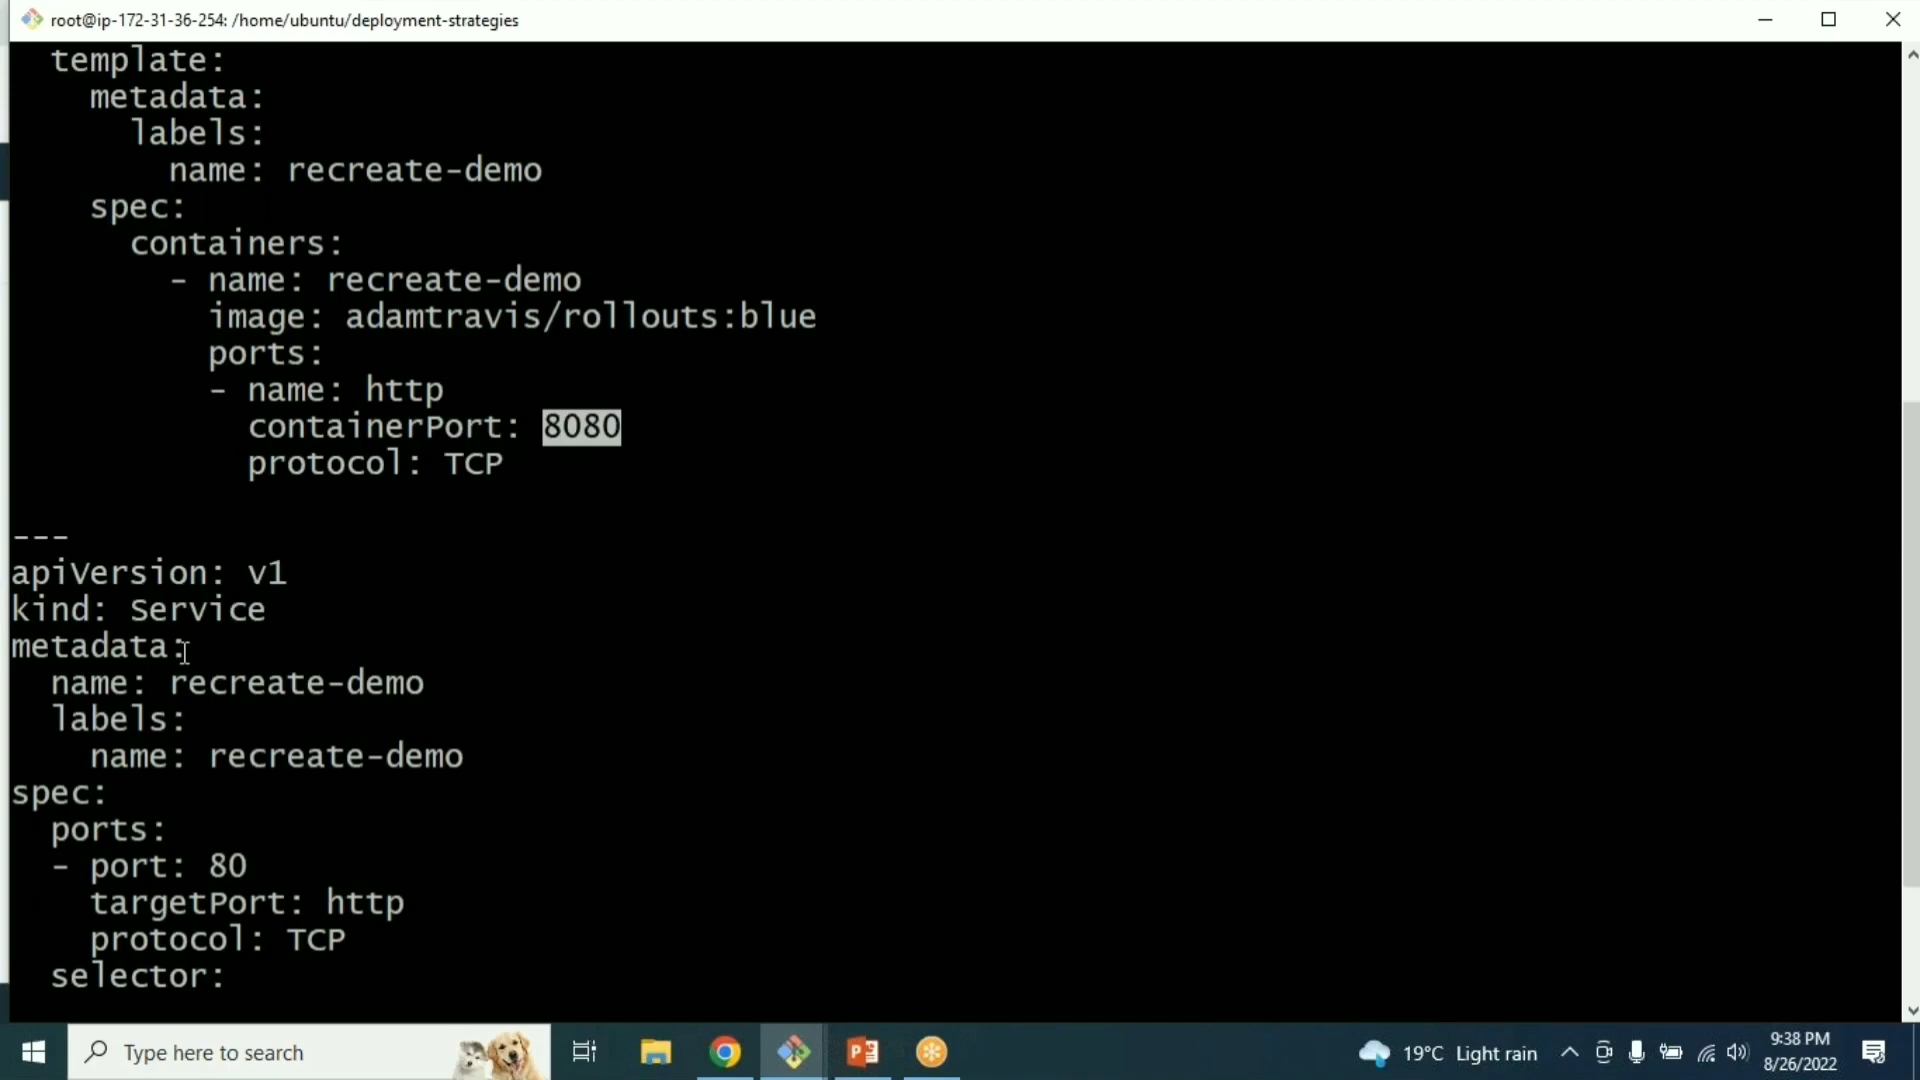 root@ip-172-31-36-254: /home/ubuntu/deployment-strategies
  template:
    metadata:
      labels:
        name: recreate-demo
    spec:
      containers:
        - name: recreate-demo
          image: adamtravis/rollouts:blue
          ports:
          - name: http
            containerPort: 8080
            protocol: TCP
---
apiVersion: v1
kind: Service
metadata:
  name: recreate-demo
  labels:
    name: recreate-demo
spec:
  ports:
  - port: 80
    targetPort: http
    protocol: TCP
  selector:
Type here to search
19°C Light rain
9:38 PM
8/26/2022